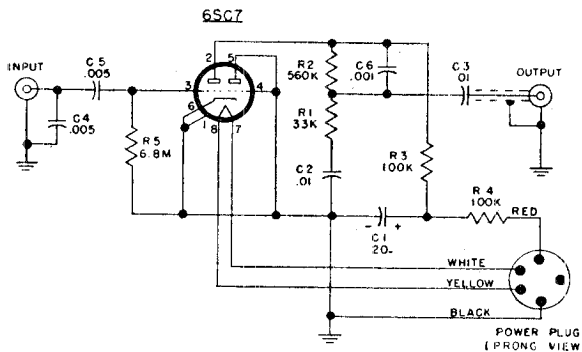 6SC7
INPUT
C5
.005
C4
.005
2
5
3
4
6
1
8
7
R5
6.8M
R2
560K
C6
.001
R1
33K
C2
.01
C3
.01
OUTPUT
R3
100K
- C1 +
20-
R4
100K
RED
WHITE
YELLOW
BLACK
POWER PLUG
(PRONG VIEW